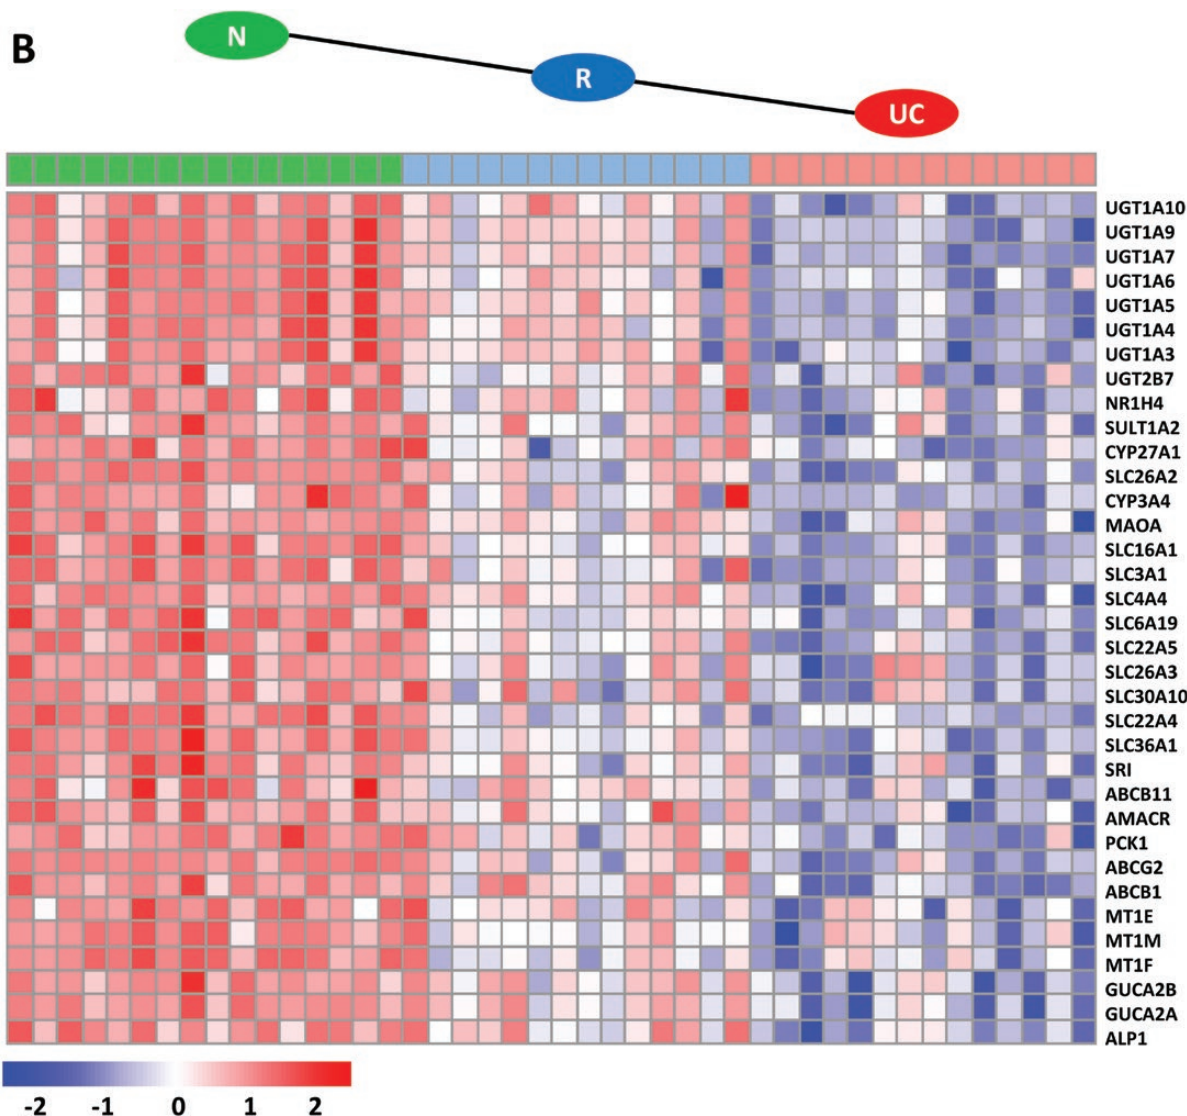 B
N
R
UC
UGT1A10
UGT1A9
UGT1A7
UGT1A6
UGT1A5
UGT1A4
UGT1A3
UGT2B7
NR1H4
SULT1A2
CYP27A1
SLC26A2
CYP3A4
MAOA
SLC16A1
SLC3A1
SLC4A4
SLC6A19
SLC22A5
SLC26A3
SLC30A10
SLC22A4
SLC36A1
SRI
ABCB11
AMACR
PCK1
ABCG2
ABCB1
MT1E
MT1M
MT1F
GUCA2B
GUCA2A
ALP1
-2 -1 0 1 2